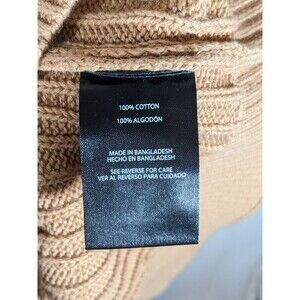 100% COTTON
100% ALGODÓN
MADE IN BANGLADESH
HECHO EN BANGLADESH
SEE REVERSE FOR CARE
VER AL REVERSO PARA CUIDADO